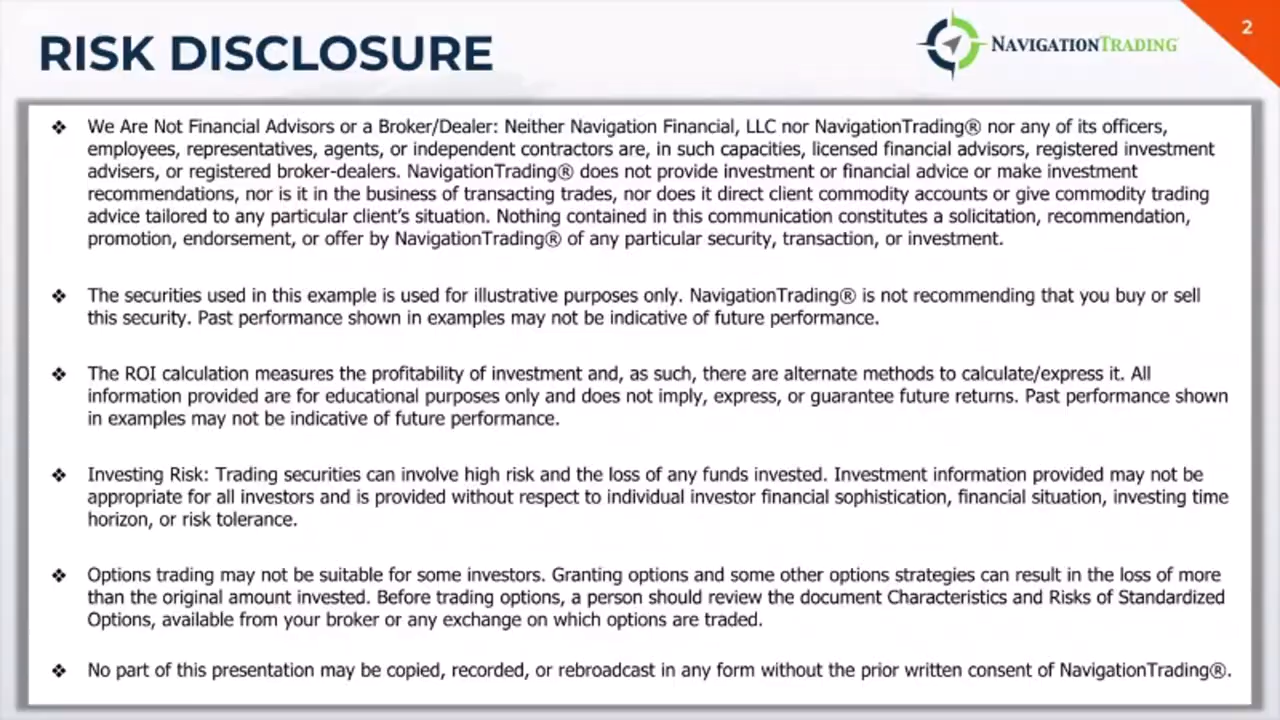 RISK DISCLOSURE
NAVIGATIONTRADING
2
❖ We Are Not Financial Advisors or a Broker/Dealer: Neither Navigation Financial, LLC nor NavigationTrading® nor any of its officers,
employees, representatives, agents, or independent contractors are, in such capacities, licensed financial advisors, registered investment
advisers, or registered broker-dealers. NavigationTrading® does not provide investment or financial advice or make investment
recommendations, nor is it in the business of transacting trades, nor does it direct client commodity accounts or give commodity trading
advice tailored to any particular client's situation. Nothing contained in this communication constitutes a solicitation, recommendation,
promotion, endorsement, or offer by NavigationTrading® of any particular security, transaction, or investment.
❖ The securities used in this example is used for illustrative purposes only. NavigationTrading® is not recommending that you buy or sell
this security. Past performance shown in examples may not be indicative of future performance.
❖ The ROI calculation measures the profitability of investment and, as such, there are alternate methods to calculate/express it. All
information provided are for educational purposes only and does not imply, express, or guarantee future returns. Past performance shown
in examples may not be indicative of future performance.
❖ Investing Risk: Trading securities can involve high risk and the loss of any funds invested. Investment information provided may not be
appropriate for all investors and is provided without respect to individual investor financial sophistication, financial situation, investing time
horizon, or risk tolerance.
❖ Options trading may not be suitable for some investors. Granting options and some other options strategies can result in the loss of more
than the original amount invested. Before trading options, a person should review the document Characteristics and Risks of Standardized
Options, available from your broker or any exchange on which options are traded.
❖ No part of this presentation may be copied, recorded, or rebroadcast in any form without the prior written consent of NavigationTrading®.